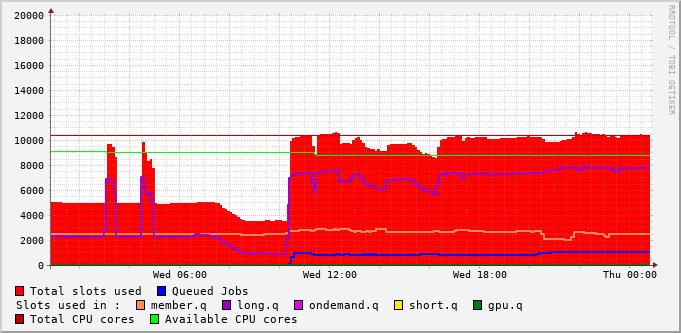 RRDTOOL / TOBI OETIKER
20000
18000
16000
14000
12000
10000
8000
6000
4000
2000
0
Wed 06:00 Wed 12:00 Wed 18:00 Thu 00:00
Total slots used Queued Jobs
Slots used in : member.q long.q ondemand.q short.q gpu.q
Total CPU cores Available CPU cores